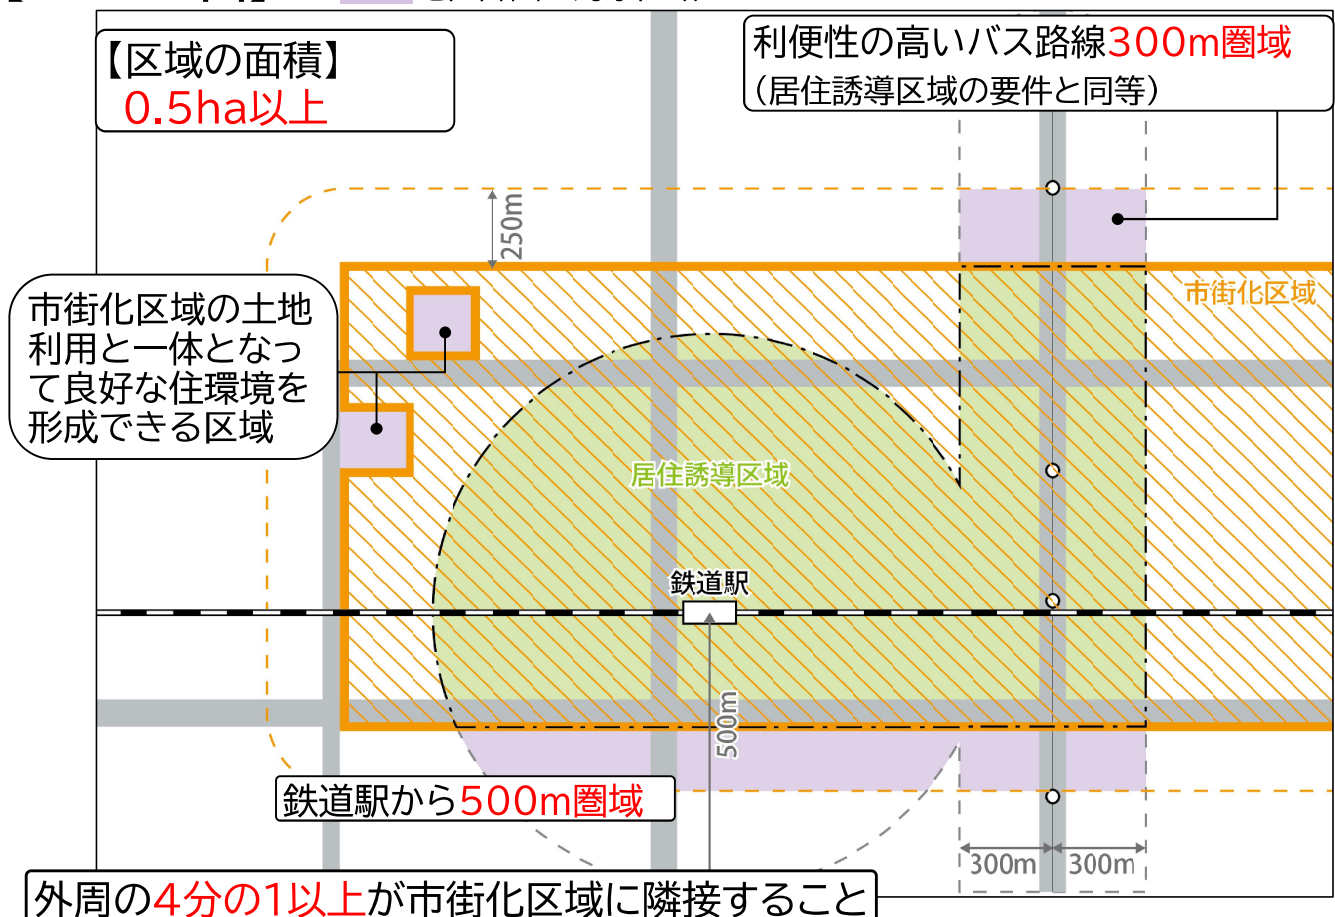 【区域の面積】
0.5ha以上
利便性の高いバス路線300m圏域
（居住誘導区域の要件と同等）
250m
市街化区域
市街化区域の土地
利用と一体となっ
て良好な住環境を
形成できる区域
居住誘導区域
鉄道駅
500m
鉄道駅から500m圏域
300m 300m
外周の4分の1以上が市街化区域に隣接すること